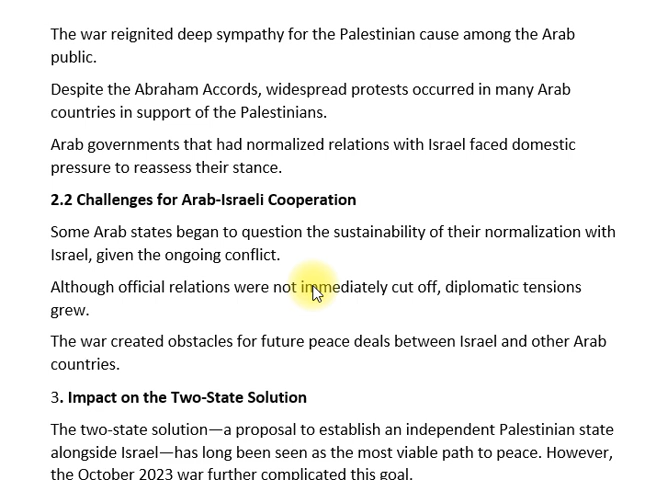 The war reignited deep sympathy for the Palestinian cause among the Arab
public.
Despite the Abraham Accords, widespread protests occurred in many Arab
countries in support of the Palestinians.
Arab governments that had normalized relations with Israel faced domestic
pressure to reassess their stance.
2.2 Challenges for Arab-Israeli Cooperation
Some Arab states began to question the sustainability of their normalization with
Israel, given the ongoing conflict.
Although official relations were not immediately cut off, diplomatic tensions
grew.
The war created obstacles for future peace deals between Israel and other Arab
countries.
3. Impact on the Two-State Solution
The two-state solution—a proposal to establish an independent Palestinian state
alongside Israel—has long been seen as the most viable path to peace. However,
the October 2023 war further complicated this goal.